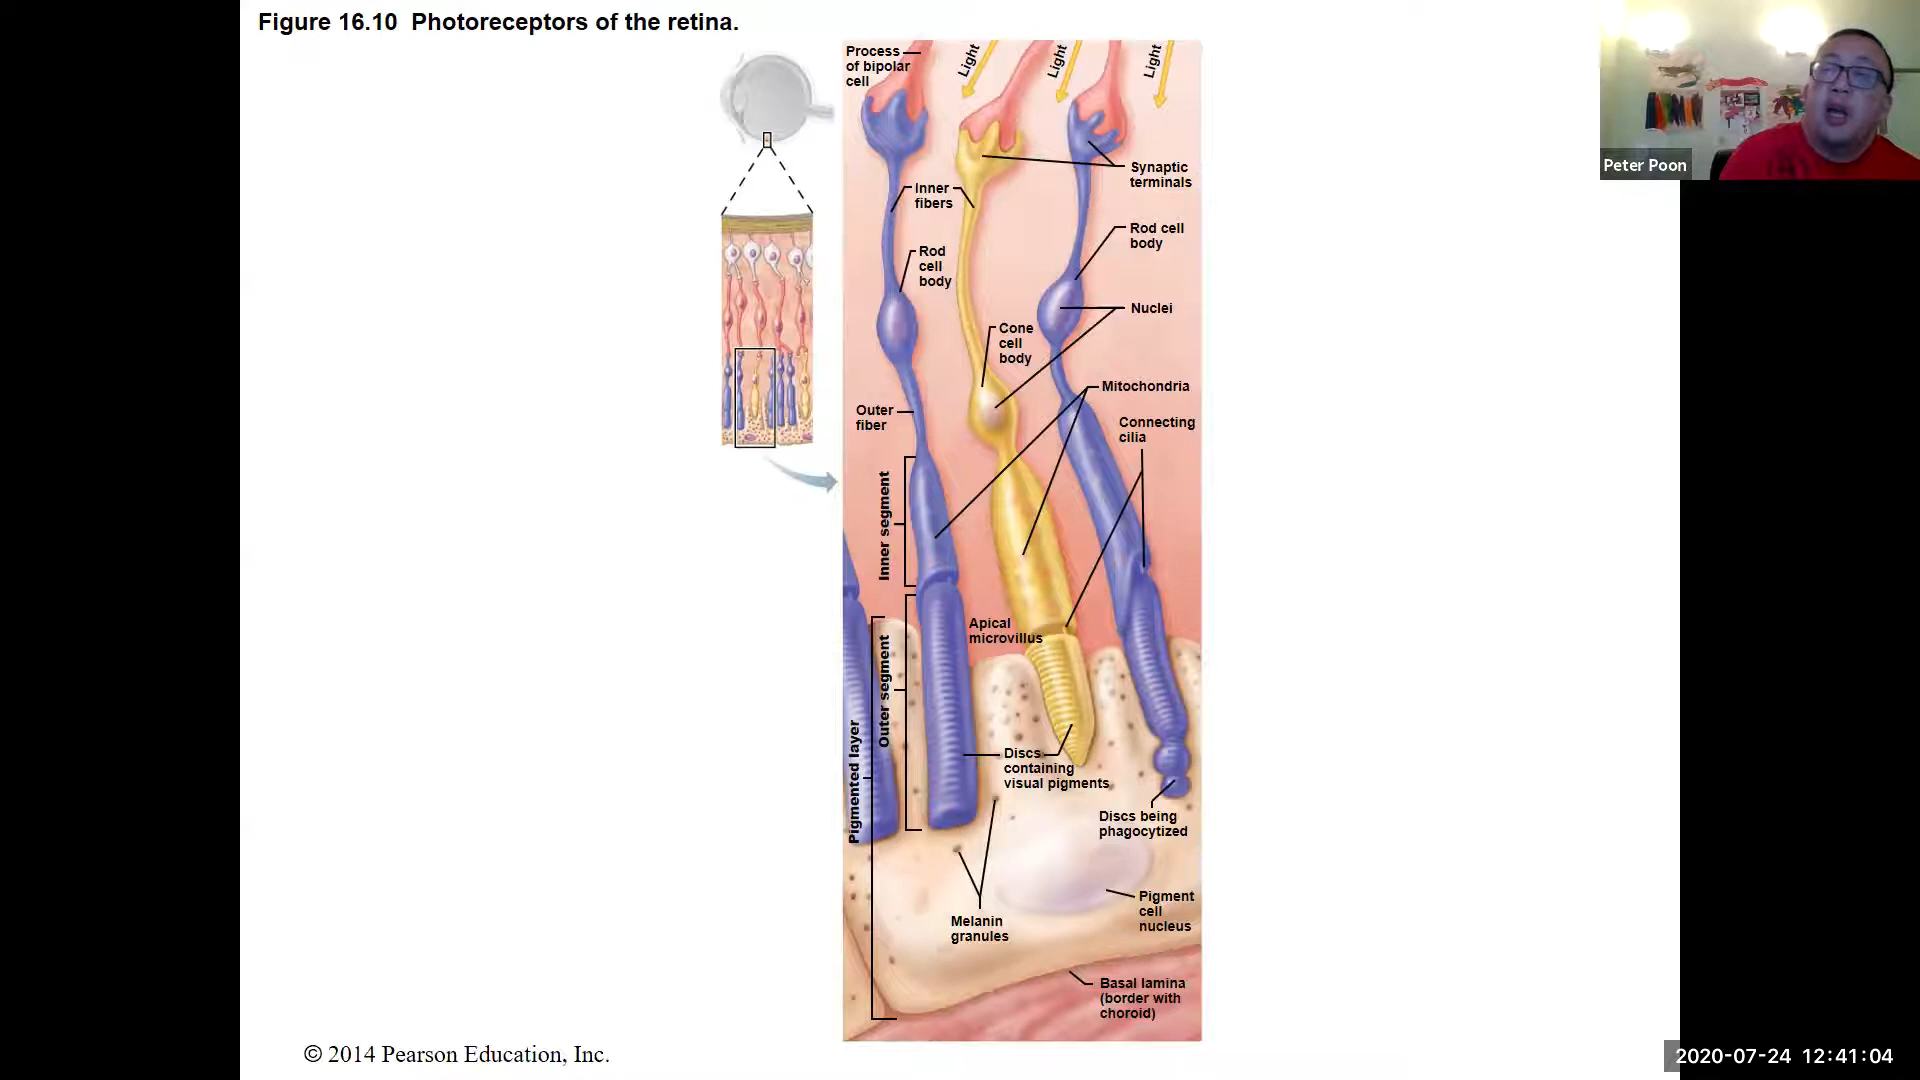 Figure 16.10  Photoreceptors of the retina.
Process
of bipolar
cell
Light
Light
Light
Peter Poon
Synaptic
terminals
Inner
fibers
Rod cell
body
Rod
cell
body
Nuclei
Cone
cell
body
Mitochondria
Outer
fiber
Connecting
cilia
Inner segment
Apical
microvillus
Outer segment
Pigmented layer
Discs
containing
visual pigments
Discs being
phagocytized
Pigment
cell
nucleus
Melanin
granules
Basal lamina
(border with
choroid)
© 2014 Pearson Education, Inc.
2020-07-24 12:41:04